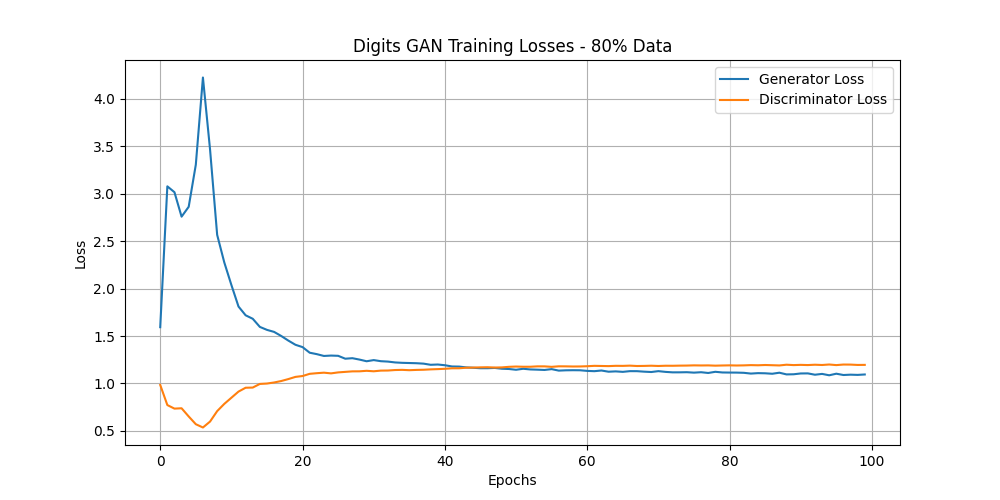 Digits GAN Training Losses - 80% Data
Generator Loss
Discriminator Loss
4.0
3.5
3.0
2.5
2.0
1.5
1.0
0.5
Loss
0 20 40 60 80 100
Epochs